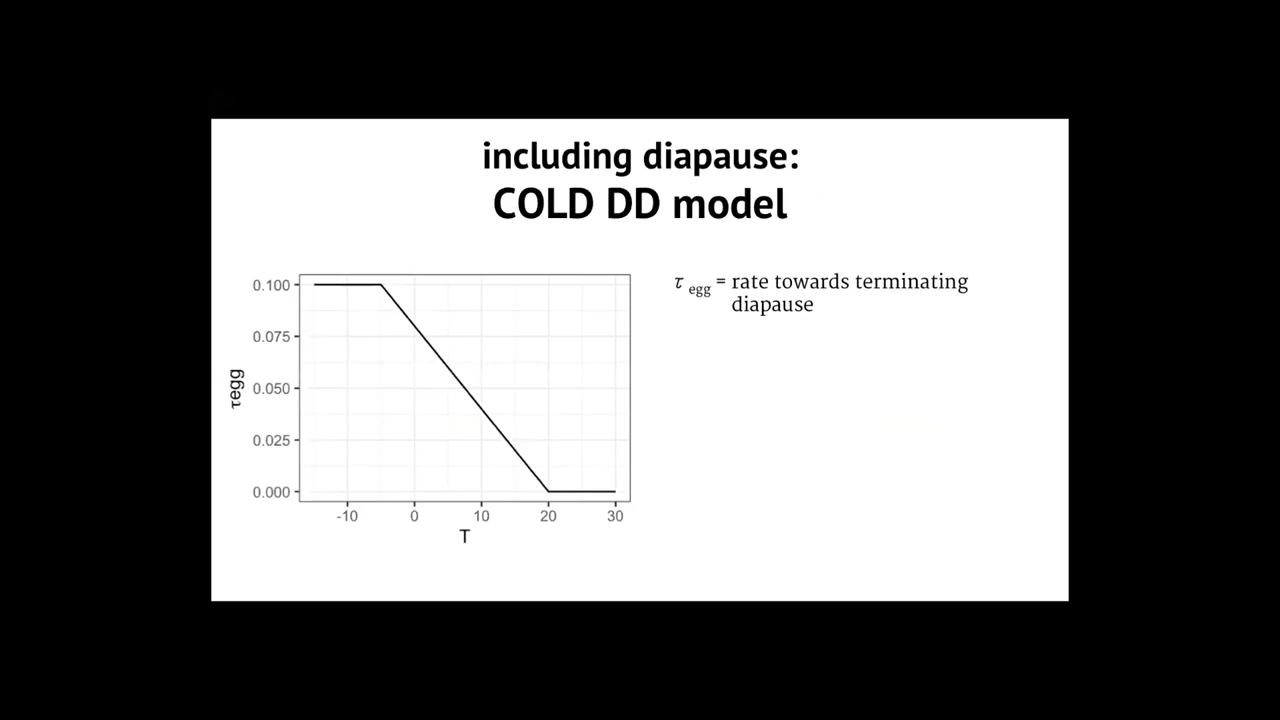 including diapause:
COLD DD model
τ egg = rate towards terminating
diapause
0.100
0.075
0.050
0.025
0.000
τegg
-10 0 10 20 30
T